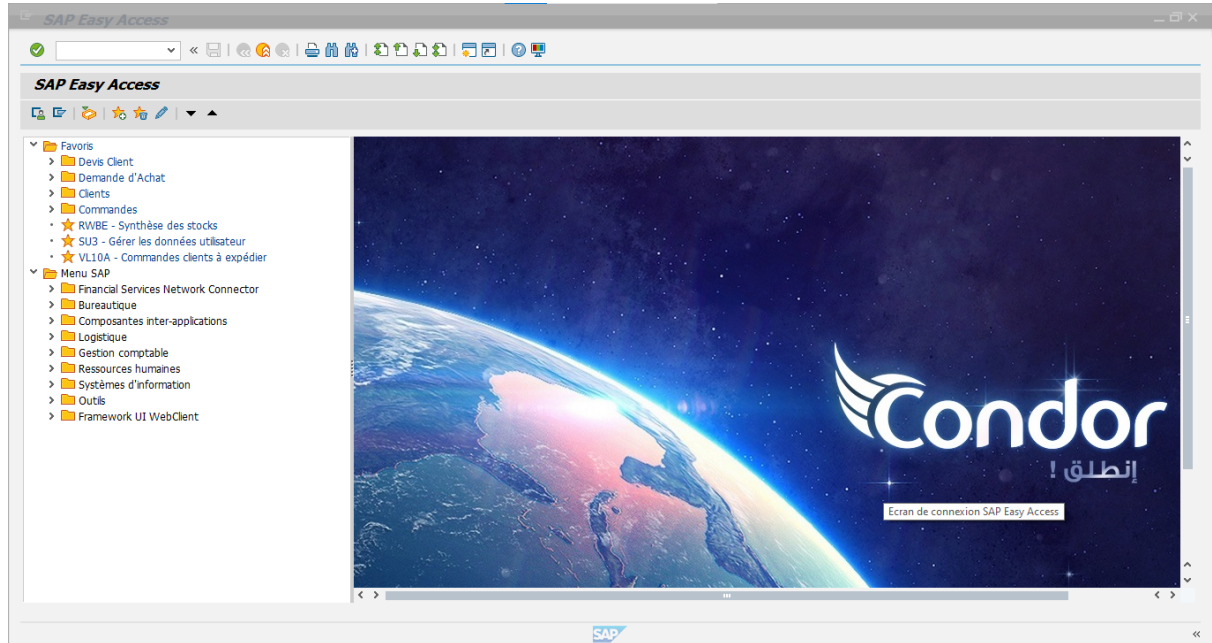 SAP Easy Access
SAP Easy Access
Favoris
Devis Client
Demande d'Achat
Clients
Commandes
RWBE - Synthèse des stocks
SU3 - Gérer les données utilisateur
VL10A - Commandes clients à expédier
Menu SAP
Financial Services Network Connector
Bureautique
Composantes inter-applications
Logistique
Gestion comptable
Ressources humaines
Systèmes d'information
Outils
Framework UI WebClient
Condor
إنطلق !
Ecran de connexion SAP Easy Access
SAP